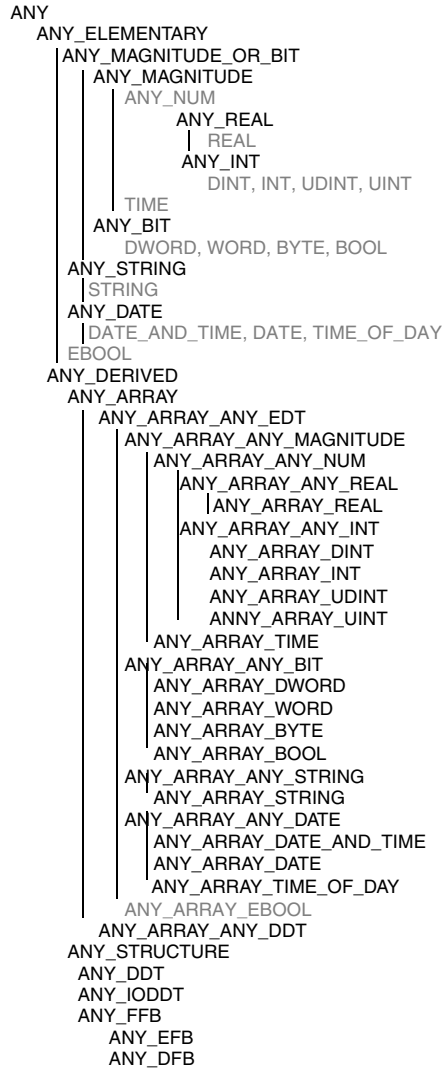 ANY
ANY_ELEMENTARY
ANY_MAGNITUDE_OR_BIT
ANY_MAGNITUDE
ANY_NUM
ANY_REAL
REAL
ANY_INT
DINT, INT, UDINT, UINT
TIME
ANY_BIT
DWORD, WORD, BYTE, BOOL
ANY_STRING
STRING
ANY_DATE
DATE_AND_TIME, DATE, TIME_OF_DAY
EBOOL
ANY_DERIVED
ANY_ARRAY
ANY_ARRAY_ANY_EDT
ANY_ARRAY_ANY_MAGNITUDE
ANY_ARRAY_ANY_NUM
ANY_ARRAY_ANY_REAL
ANY_ARRAY_REAL
ANY_ARRAY_ANY_INT
ANY_ARRAY_DINT
ANY_ARRAY_INT
ANY_ARRAY_UDINT
ANNY_ARRAY_UINT
ANY_ARRAY_TIME
ANY_ARRAY_ANY_BIT
ANY_ARRAY_DWORD
ANY_ARRAY_WORD
ANY_ARRAY_BYTE
ANY_ARRAY_BOOL
ANY_ARRAY_ANY_STRING
ANY_ARRAY_STRING
ANY_ARRAY_ANY_DATE
ANY_ARRAY_DATE_AND_TIME
ANY_ARRAY_DATE
ANY_ARRAY_TIME_OF_DAY
ANY_ARRAY_EBOOL
ANY_ARRAY_ANY_DDT
ANY_STRUCTURE
ANY_DDT
ANY_IODDT
ANY_FFB
ANY_EFB
ANY_DFB